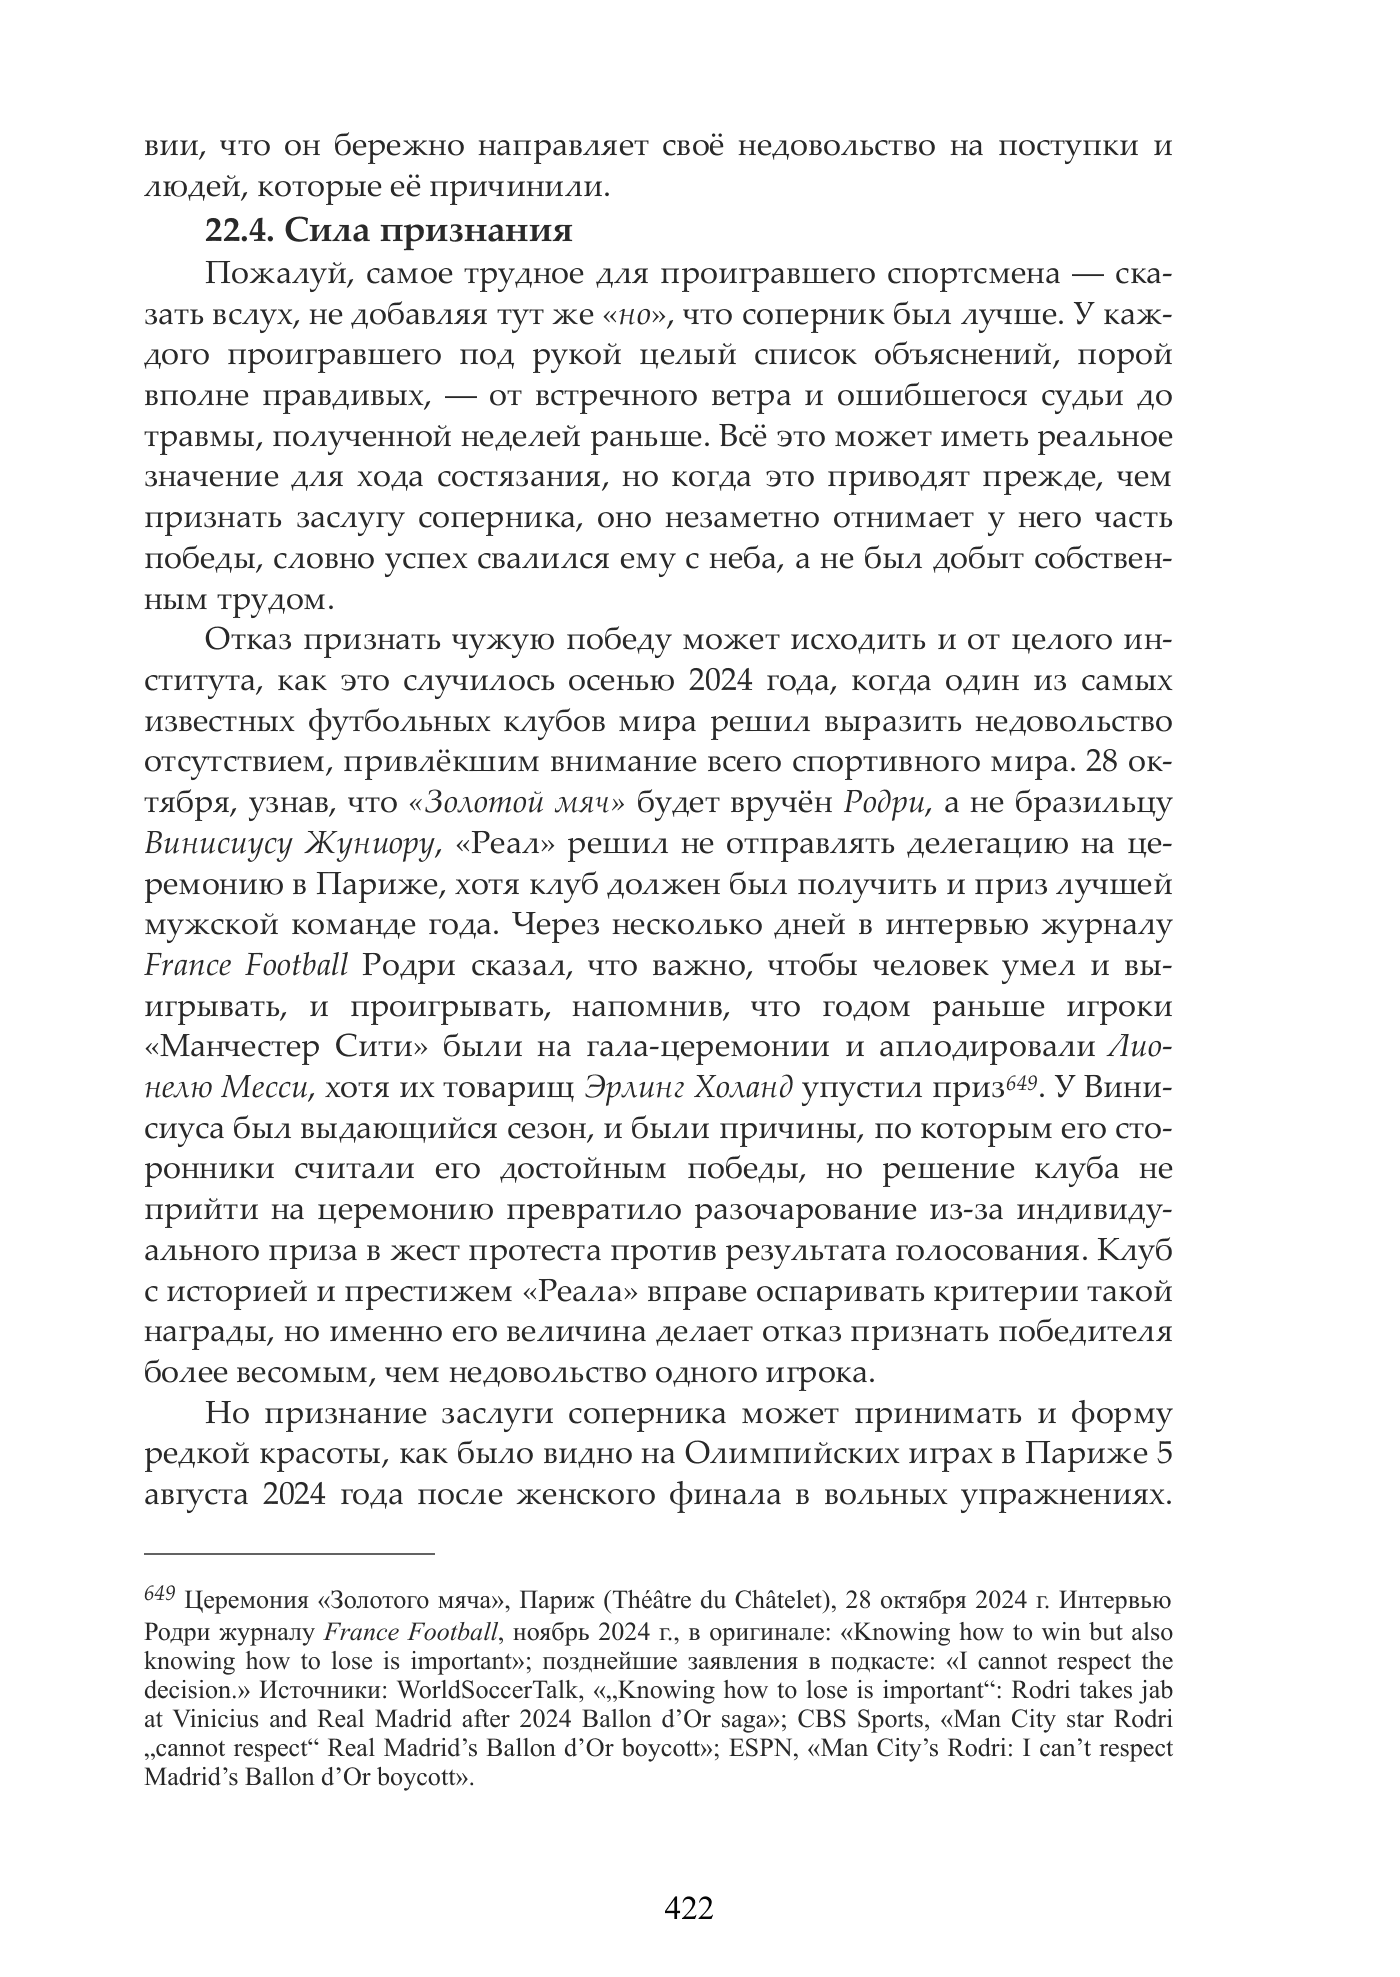 вии, что он бережно направляет своё недовольство на поступки и
людей, которые её причинили.
22.4. Сила признания
Пожалуй, самое трудное для проигравшего спортсмена — ска-
зать вслух, не добавляя тут же «но», что соперник был лучше. У каж-
дого проигравшего под рукой целый список объяснений, порой
вполне правдивых, — от встречного ветра и ошибшегося судьи до
травмы, полученной неделей раньше. Всё это может иметь реальное
значение для хода состязания, но когда это приводят прежде, чем
признать заслугу соперника, оно незаметно отнимает у него часть
победы, словно успех свалился ему с неба, а не был добыт собствен-
ным трудом.
Отказ признать чужую победу может исходить и от целого ин-
ститута, как это случилось осенью 2024 года, когда один из самых
известных футбольных клубов мира решил выразить недовольство
отсутствием, привлёкшим внимание всего спортивного мира. 28 ок-
тября, узнав, что «Золотой мяч» будет вручён Родри, а не бразильцу
Винисиусу Жуниору, «Реал» решил не отправлять делегацию на це-
ремонию в Париже, хотя клуб должен был получить и приз лучшей
мужской команде года. Через несколько дней в интервью журналу
France Football Родри сказал, что важно, чтобы человек умел и вы-
игрывать, и проигрывать, напомнив, что годом раньше игроки
«Манчестер Сити» были на гала-церемонии и аплодировали Лио-
нелю Месси, хотя их товарищ Эрлинг Холанд упустил приз649. У Вини-
сиуса был выдающийся сезон, и были причины, по которым его сто-
ронники считали его достойным победы, но решение клуба не
прийти на церемонию превратило разочарование из-за индивиду-
ального приза в жест протеста против результата голосования. Клуб
с историей и престижем «Реала» вправе оспаривать критерии такой
награды, но именно его величина делает отказ признать победителя
более весомым, чем недовольство одного игрока.
Но признание заслуги соперника может принимать и форму
редкой красоты, как было видно на Олимпийских играх в Париже 5
августа 2024 года после женского финала в вольных упражнениях.
649 Церемония «Золотого мяча», Париж (Théâtre du Châtelet), 28 октября 2024 г. Интервью
Родри журналу France Football, ноябрь 2024 г., в оригинале: «Knowing how to win but also
knowing how to lose is important»; позднейшие заявления в подкасте: «I cannot respect the
decision.» Источники: WorldSoccerTalk, «„Knowing how to lose is important“: Rodri takes jab
at Vinicius and Real Madrid after 2024 Ballon d’Or saga»; CBS Sports, «Man City star Rodri
„cannot respect“ Real Madrid’s Ballon d’Or boycott»; ESPN, «Man City’s Rodri: I can’t respect
Madrid’s Ballon d’Or boycott».
422